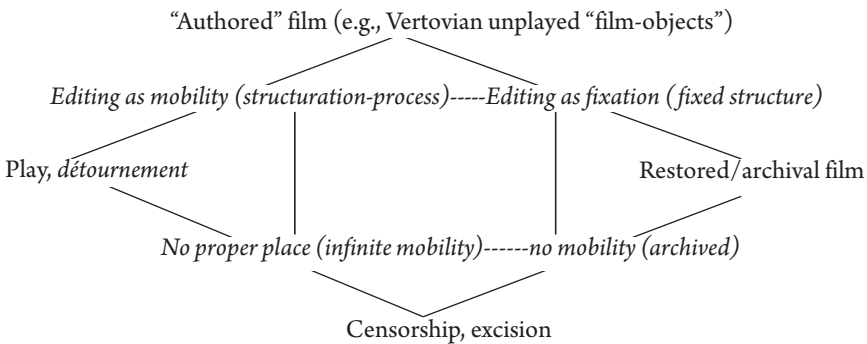 “Authored” film (e.g., Vertovian unplayed “film-objects”)
Editing as mobility (structuration-process)-----Editing as fixation (fixed structure)
Play, détournement
Restored/archival film
No proper place (infinite mobility)------no mobility (archived)
Censorship, excision